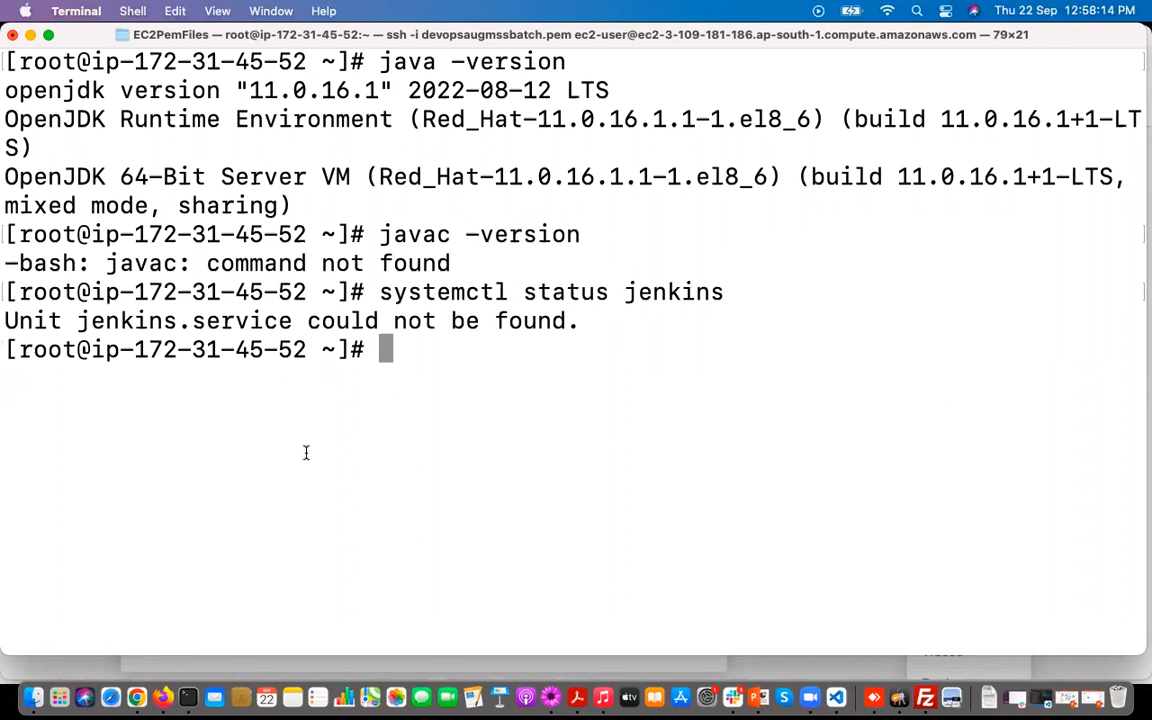 Terminal Shell Edit View Window Help Thu 22 Sep 12:58:14 PM
EC2PemFiles — root@ip-172-31-45-52:~ — ssh -i devopsaugmssbatch.pem ec2-user@ec2-3-109-181-186.ap-south-1.compute.amazonaws.com — 79×21
[root@ip-172-31-45-52 ~]# java -version
openjdk version "11.0.16.1" 2022-08-12 LTS
OpenJDK Runtime Environment (Red_Hat-11.0.16.1.1-1.el8_6) (build 11.0.16.1+1-LT
S)
OpenJDK 64-Bit Server VM (Red_Hat-11.0.16.1.1-1.el8_6) (build 11.0.16.1+1-LTS,
mixed mode, sharing)
[root@ip-172-31-45-52 ~]# javac -version
-bash: javac: command not found
[root@ip-172-31-45-52 ~]# systemctl status jenkins
Unit jenkins.service could not be found.
[root@ip-172-31-45-52 ~]#